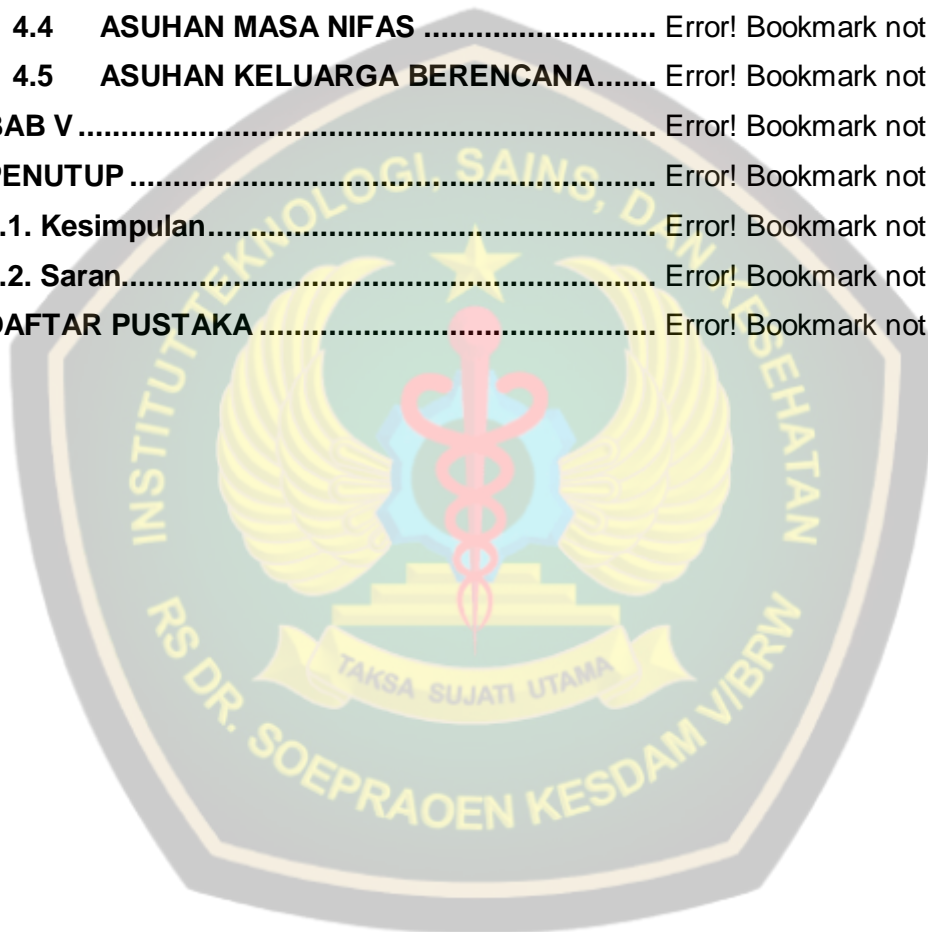 4.4 ASUHAN MASA NIFAS ........................... Error! Bookmark not
4.5 ASUHAN KELUARGA BERENCANA....... Error! Bookmark not
BAB V ................................................................... Error! Bookmark not
PENUTUP ............................................................. Error! Bookmark not
.1. Kesimpulan.................................................... Error! Bookmark not
.2. Saran.............................................................. Error! Bookmark not
DAFTAR PUSTAKA .............................................. Error! Bookmark not
INSTITUT TEKNOLOGI, SAINS, DAN KESEHATAN
TAKSA SUJATI UTAMA
RS DR. SOEPRAOEN KESDAM V/BRW